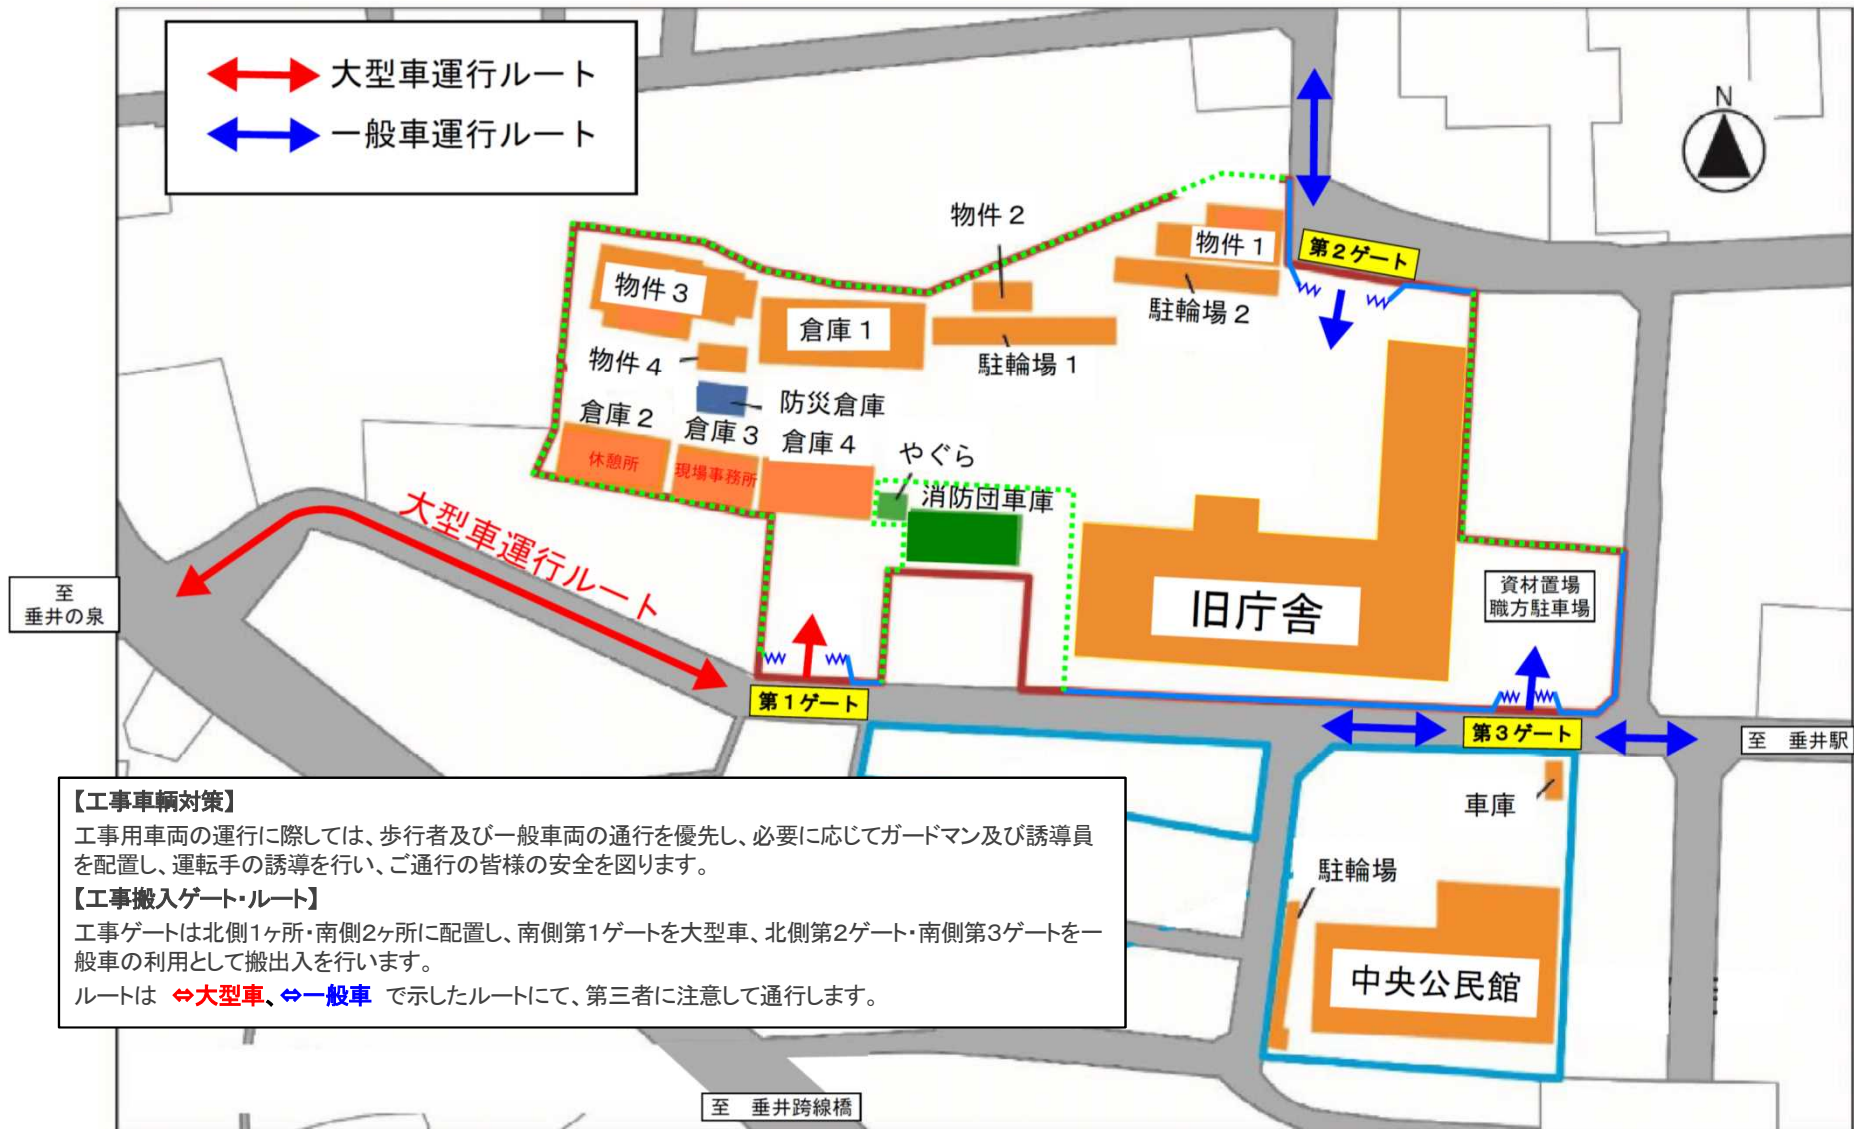 大型車運行ルート
一般車運行ルート
N
物件2
物件1
第2ゲート
物件3
倉庫1
駐輪場2
物件4
駐輪場1
防災倉庫
倉庫2
倉庫3
倉庫4
やぐら
休憩所
現場事務所
消防団車庫
大型車運行ルート
至
垂井の泉
旧庁舎
資材置場
職方駐車場
第1ゲート
第3ゲート
至 垂井駅
【工事車輌対策】
工事用車両の運行に際しては、歩行者及び一般車両の通行を優先し、必要に応じてガードマン及び誘導員
を配置し、運転手の誘導を行い、ご通行の皆様の安全を図ります。
【工事搬入ゲート・ルート】
工事ゲートは北側1ヶ所・南側2ヶ所に配置し、南側第1ゲートを大型車、北側第2ゲート・南側第3ゲートを一
般車の利用として搬出入を行います。
ルートは ⇔大型車、⇔一般車 で示したルートにて、第三者に注意して通行します。
車庫
駐輪場
中央公民館
至 垂井跨線橋